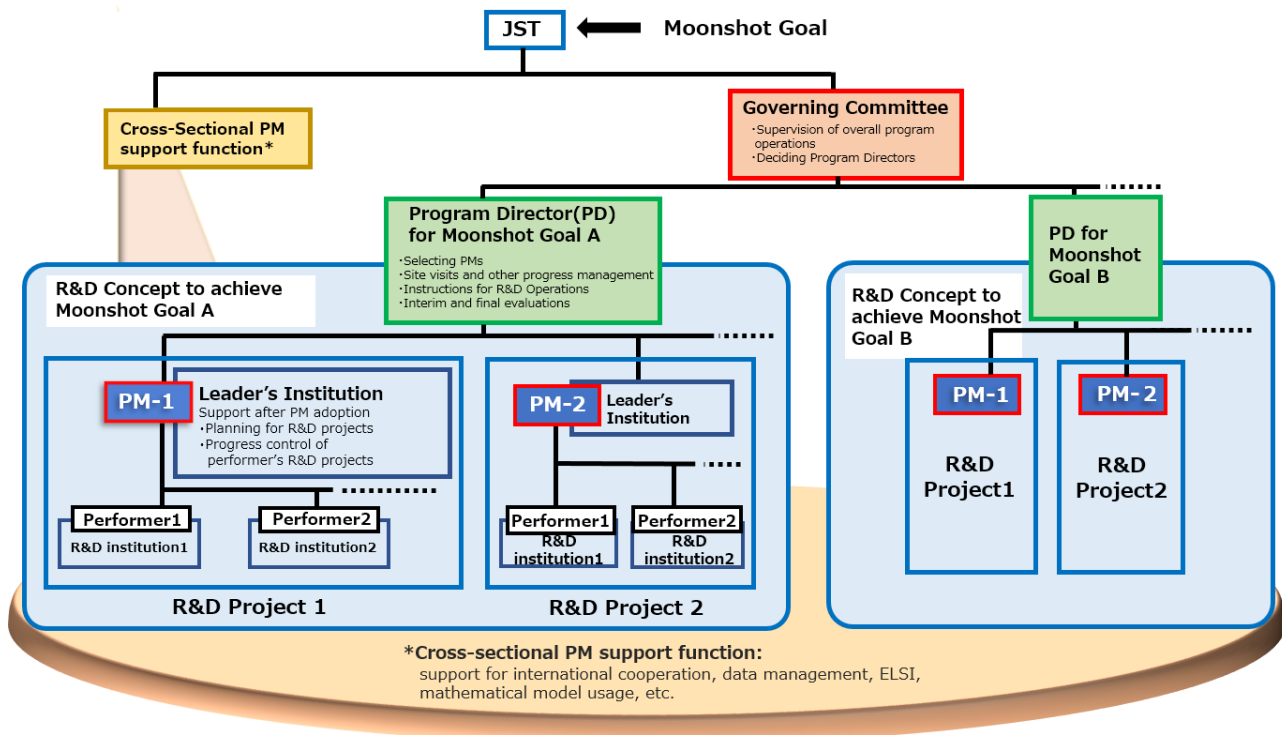 JST
Moonshot Goal
Cross-Sectional PM
support function*
Governing Committee
・Supervision of overall program
operations
・Deciding Program Directors
Program Director(PD)
for Moonshot Goal A
・Selecting PMs
・Site visits and other progress management
・Instructions for R&D Operations
・Interim and final evaluations
PD for
Moonshot
Goal B
R&D Concept to achieve
Moonshot Goal A
PM-1
Leader's Institution
Support after PM adoption
・Planning for R&D projects
・Progress control of
performer's R&D projects
Performer1
R&D institution1
Performer2
R&D institution2
R&D Project 1
PM-2
Leader's
Institution
Performer1
R&D
institution1
Performer2
R&D
institution2
R&D Project 2
R&D Concept to
achieve Moonshot
Goal B
PM-1
R&D
Project1
PM-2
R&D
Project2
*Cross-sectional PM support function:
support for international cooperation, data management, ELSI,
mathematical model usage, etc.